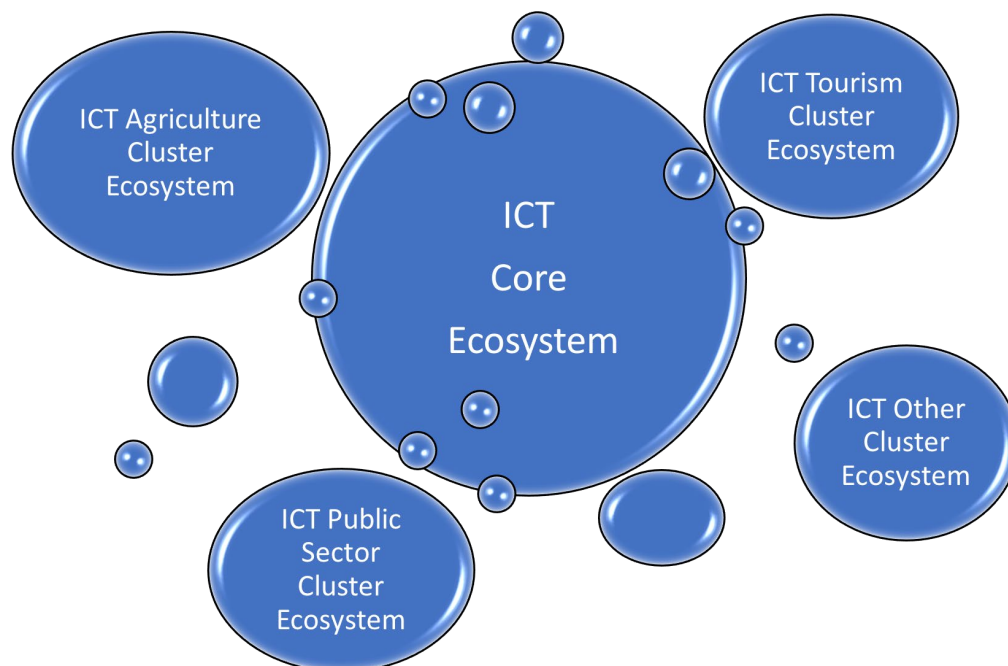 ICT Agriculture
Cluster
Ecosystem
ICT
Core
Ecosystem
ICT Tourism
Cluster
Ecosystem
ICT Other
Cluster
Ecosystem
ICT Public
Sector
Cluster
Ecosystem